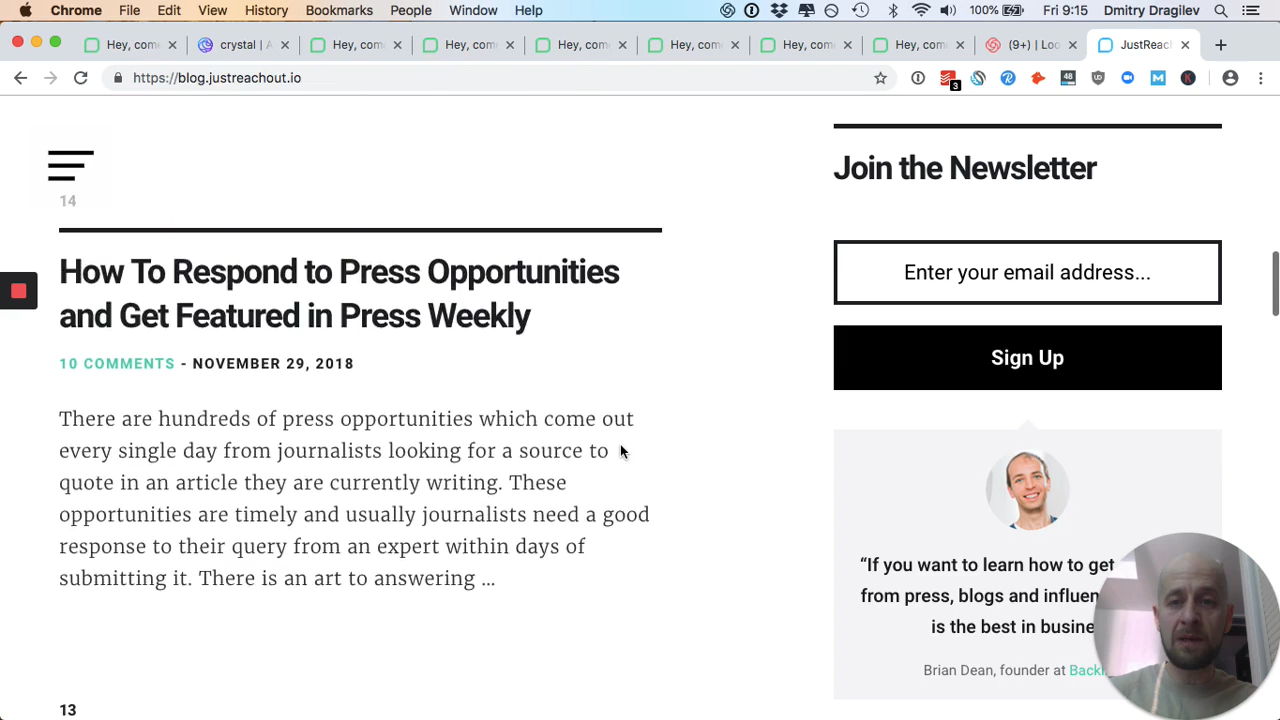 Chrome File Edit View History Bookmarks People Window Help 100% Fri 9:15 Dmitry Dragilev
Hey, com crystal | A Hey, com Hey, com Hey, com Hey, com Hey, com Hey, com (9+) Loo JustReac
https://blog.justreachout.io 3 48
14
How To Respond to Press Opportunities
and Get Featured in Press Weekly
10 COMMENTS - NOVEMBER 29, 2018
There are hundreds of press opportunities which come out
every single day from journalists looking for a source to
quote in an article they are currently writing. These
opportunities are timely and usually journalists need a good
response to their query from an expert within days of
submitting it. There is an art to answering ...
13
Join the Newsletter
Enter your email address...
Sign Up
“If you want to learn how to get
from press, blogs and influen
is the best in busine
Brian Dean, founder at Back